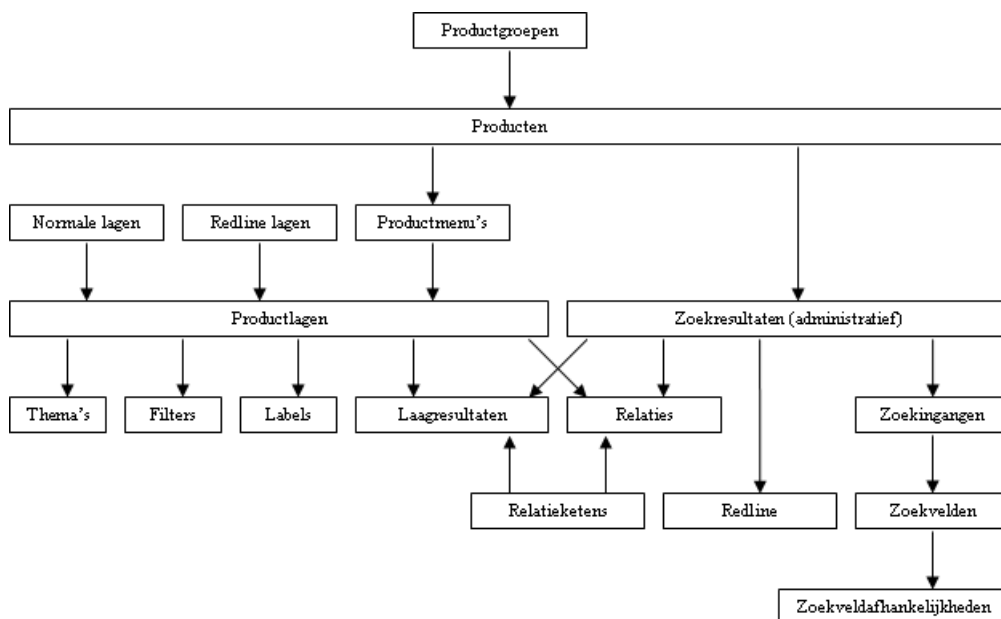 Productgroepen
Producten
Normale lagen
Redline lagen
Productmenu's
Productlagen
Zoekresultaten (administratief)
Thema's
Filters
Labels
Laagresultaten
Relaties
Zoekingangen
Relatieketens
Redline
Zoekvelden
Zoekveldafhankelijkheden